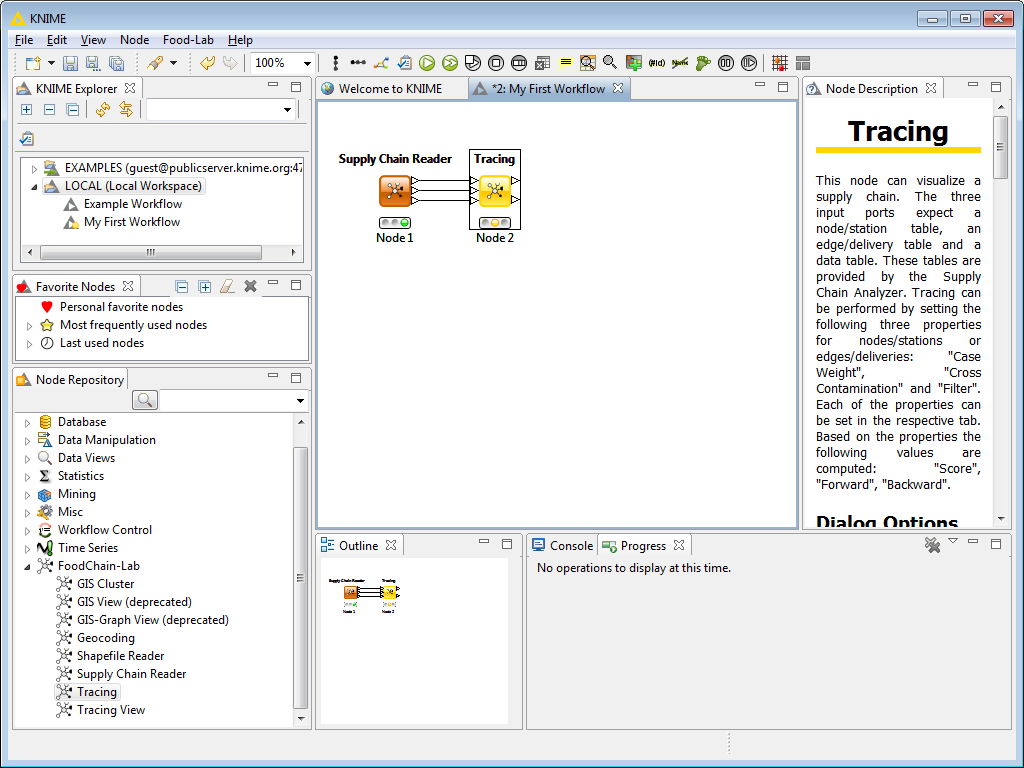 KNIME
File Edit View Node Food-Lab Help
100%
KNIME Explorer
EXAMPLES (guest@publicserver.knime.org:47
LOCAL (Local Workspace)
Example Workflow
My First Workflow
Favorite Nodes
Personal favorite nodes
Most frequently used nodes
Last used nodes
Node Repository
Database
Data Manipulation
Data Views
Statistics
Mining
Misc
Workflow Control
Time Series
FoodChain-Lab
GIS Cluster
GIS View (deprecated)
GIS-Graph View (deprecated)
Geocoding
Shapefile Reader
Supply Chain Reader
Tracing
Tracing View
Welcome to KNIME
*2: My First Workflow
Supply Chain Reader
Tracing
Node 1
Node 2
Outline
Supply Chain Reader
Tracing
Node 1
Node 2
Console
Progress
No operations to display at this time.
Node Description
Tracing
This node can visualize a
supply chain. The three
input ports expect a
node/station table, an
edge/delivery table and a
data table. These tables are
provided by the Supply
Chain Analyzer. Tracing can
be performed by setting the
following three properties
for nodes/stations or
edges/deliveries: "Case
Weight", "Cross
Contamination" and "Filter".
Each of the properties can
be set in the respective tab.
Based on the properties the
following values are
computed: "Score",
"Forward", "Backward".
Dialog Options